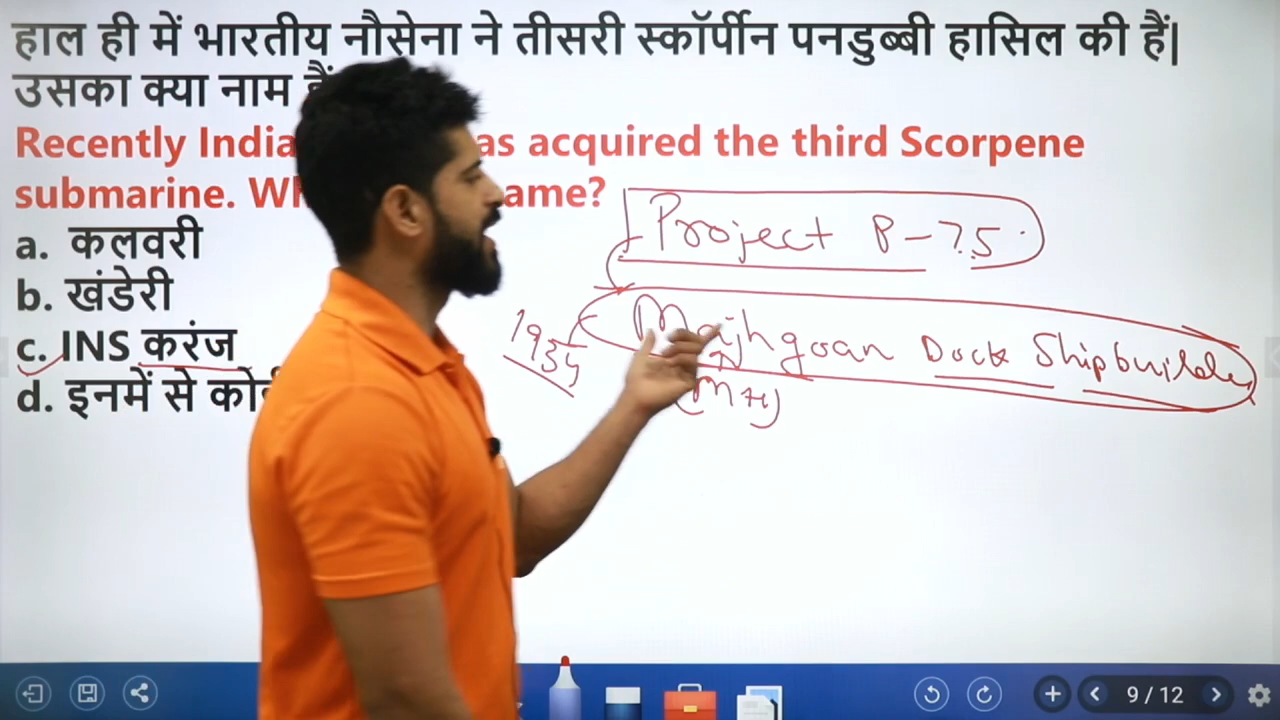 हाल ही में भारतीय नौसेना ने तीसरी स्कॉर्पीन पनडुब्बी हासिल की हैं|
उसका क्या नाम हैं
Recently India as acquired the third Scorpene
submarine. Wh ame?
a. कलवरी
b. खंडेरी
c. INS करंज
d. इनमें से को
Project P-75
1934
Majhgoan Dock Shipbuilder
(MH)
9 / 12